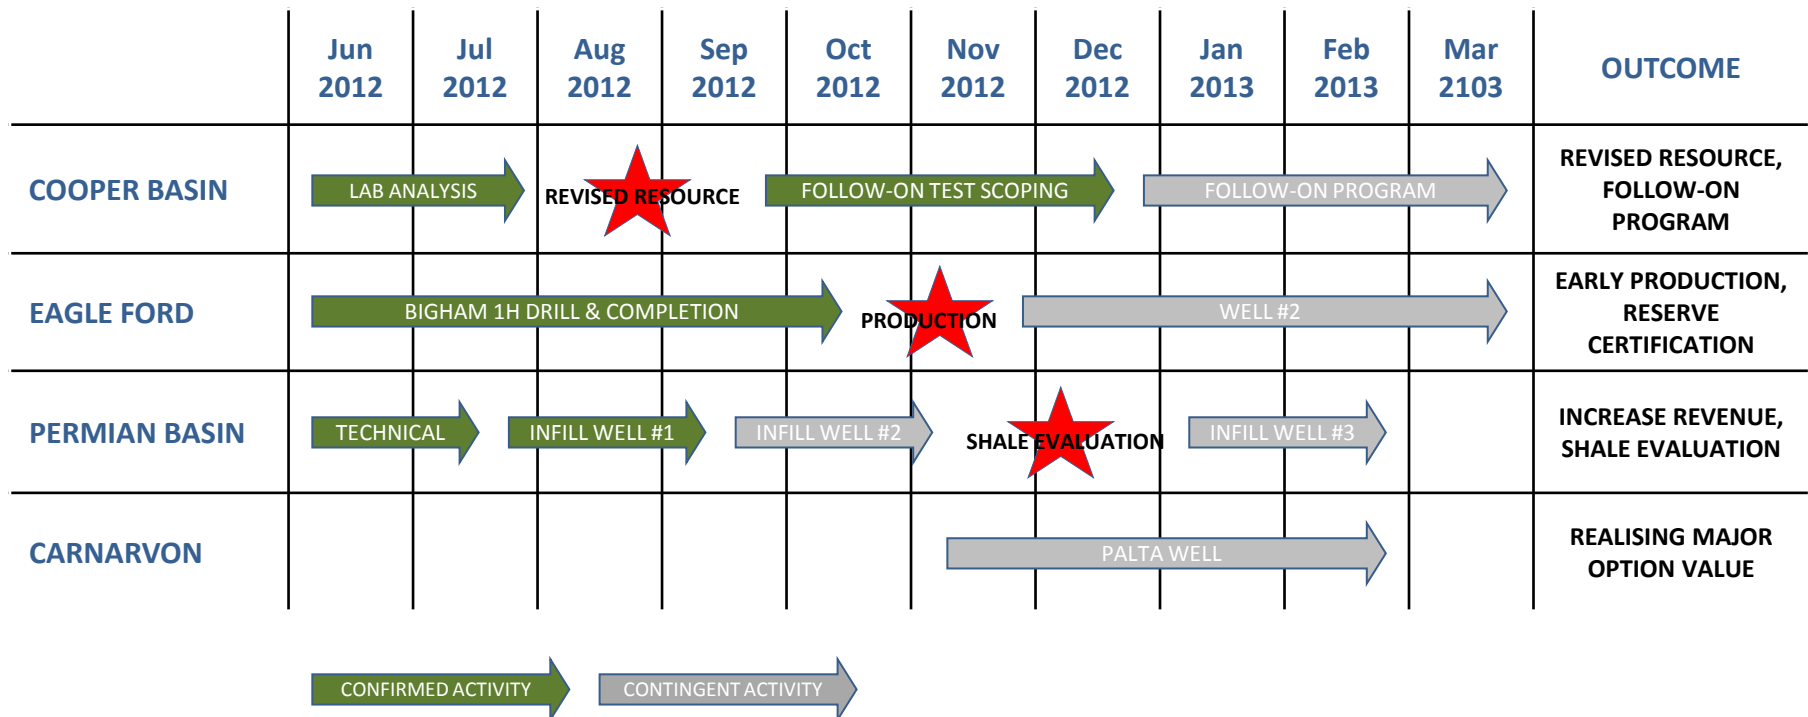 Jun
2012
Jul
2012
Aug
2012
Sep
2012
Oct
2012
Nov
2012
Dec
2012
Jan
2013
Feb
2013
Mar
2103
OUTCOME
COOPER BASIN
LAB ANALYSIS
REVISED RESOURCE
FOLLOW-ON TEST SCOPING
FOLLOW-ON PROGRAM
REVISED RESOURCE,
FOLLOW-ON
PROGRAM
EAGLE FORD
BIGHAM 1H DRILL & COMPLETION
PRODUCTION
WELL #2
EARLY PRODUCTION,
RESERVE
CERTIFICATION
PERMIAN BASIN
TECHNICAL
INFILL WELL #1
INFILL WELL #2
SHALE EVALUATION
INFILL WELL #3
INCREASE REVENUE,
SHALE EVALUATION
CARNARVON
PALTA WELL
REALISING MAJOR
OPTION VALUE
CONFIRMED ACTIVITY
CONTINGENT ACTIVITY